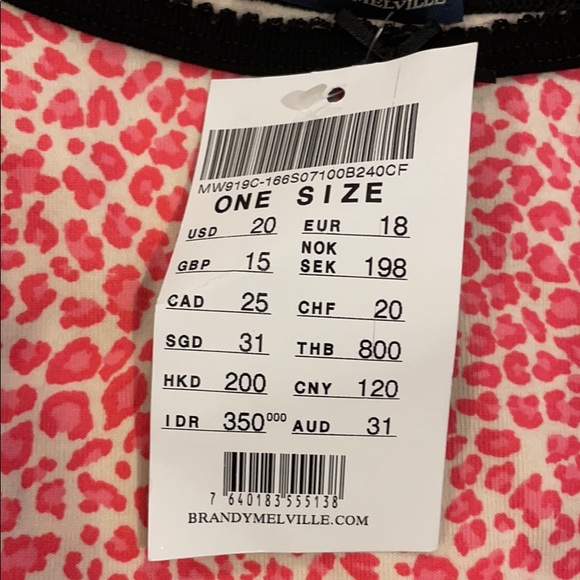 MELVILLE
MW919C-166S07100B240CF
ONE SIZE
USD 20 EUR 18
GBP 15 NOK SEK 198
CAD 25 CHF 20
SGD 31 THB 800
HKD 200 CNY 120
IDR 350000 AUD 31
7 640183 555138
BRANDYMELVILLE.COM